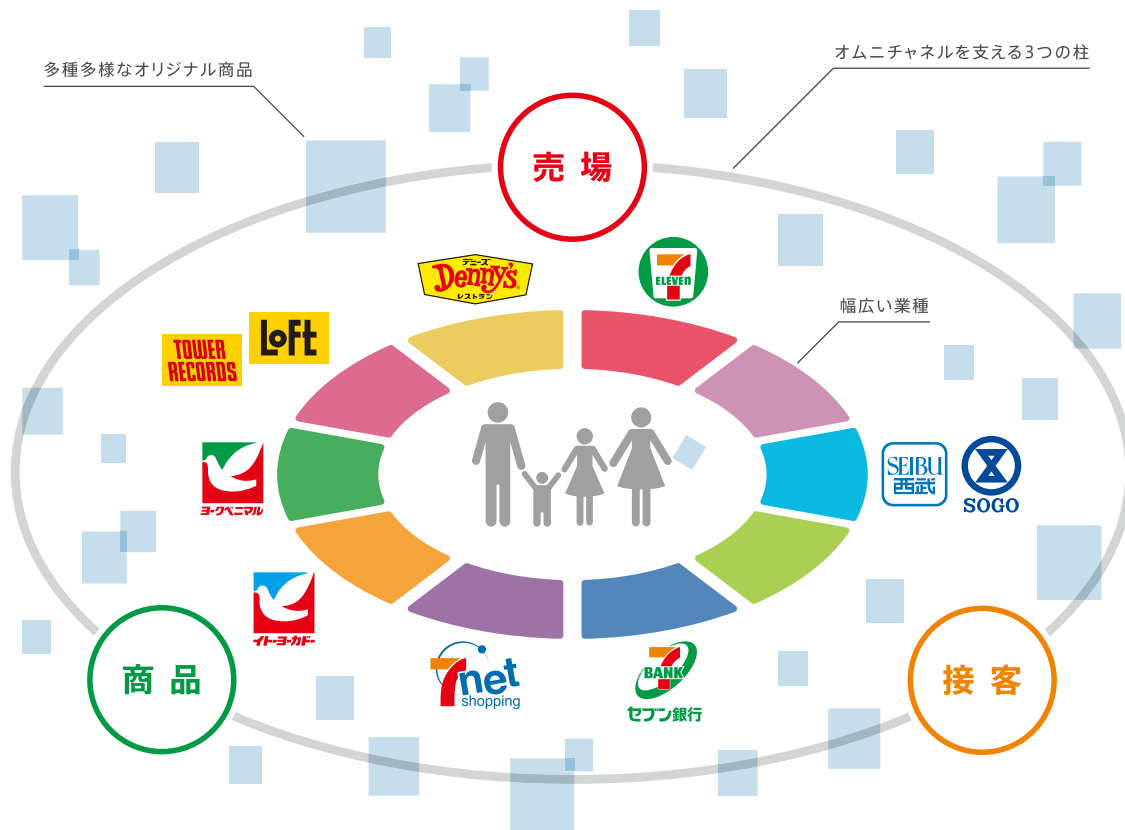 多種多様なオリジナル商品
オムニチャネルを支える3つの柱
売場
デニーズ
Denny's
レストラン
7
ELEVEN
幅広い業種
TOWER
RECORDS
LoFt
ヨークベニマル
SEIBU
西武
SOGO
イトーヨーカドー
7net
shopping
7
BANK
セブン銀行
商品
接客